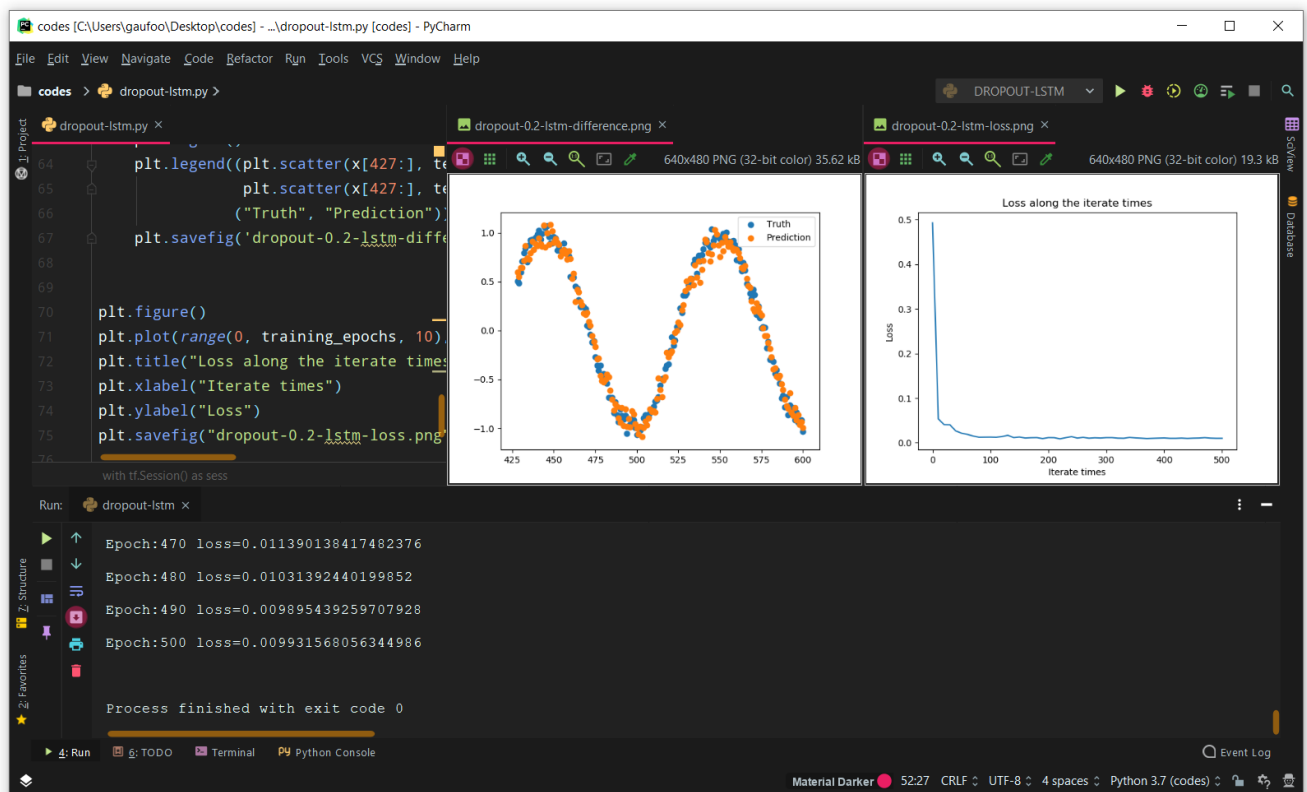 codes [C:\Users\gaufoo\Desktop\codes] - ...\dropout-lstm.py [codes] - PyCharm
File Edit View Navigate Code Refactor Run Tools VCS Window Help
codes dropout-lstm.py DROPOUT-LSTM
1: Project
dropout-lstm.py
64 plt.legend((plt.scatter(x[427:], te
65 plt.scatter(x[427:], te
66 ("Truth", "Prediction"))
67 plt.savefig('dropout-0.2-lstm-diffe
68
69
70 plt.figure()
71 plt.plot(range(0, training_epochs, 10),
72 plt.title("Loss along the iterate times
73 plt.xlabel("Iterate times")
74 plt.ylabel("Loss")
75 plt.savefig("dropout-0.2-lstm-loss.png"
76
with tf.Session() as sess
dropout-0.2-lstm-difference.png
640x480 PNG (32-bit color) 35.62 kB
Truth
Prediction
1.0
0.5
0.0
−0.5
−1.0
425 450 475 500 525 550 575 600
dropout-0.2-lstm-loss.png
640x480 PNG (32-bit color) 19.3 kB
Loss along the iterate times
0.5
0.4
0.3
0.2
0.1
0.0
Loss
0 100 200 300 400 500
Iterate times
SciView
Database
Run: dropout-lstm
Epoch:470 loss=0.011390138417482376
Epoch:480 loss=0.01031392440199852
Epoch:490 loss=0.009895439259707928
Epoch:500 loss=0.009931568056344986
Process finished with exit code 0
7: Structure
2: Favorites
4: Run 6: TODO Terminal Python Console Event Log
Material Darker 52:27 CRLF UTF-8 4 spaces Python 3.7 (codes)